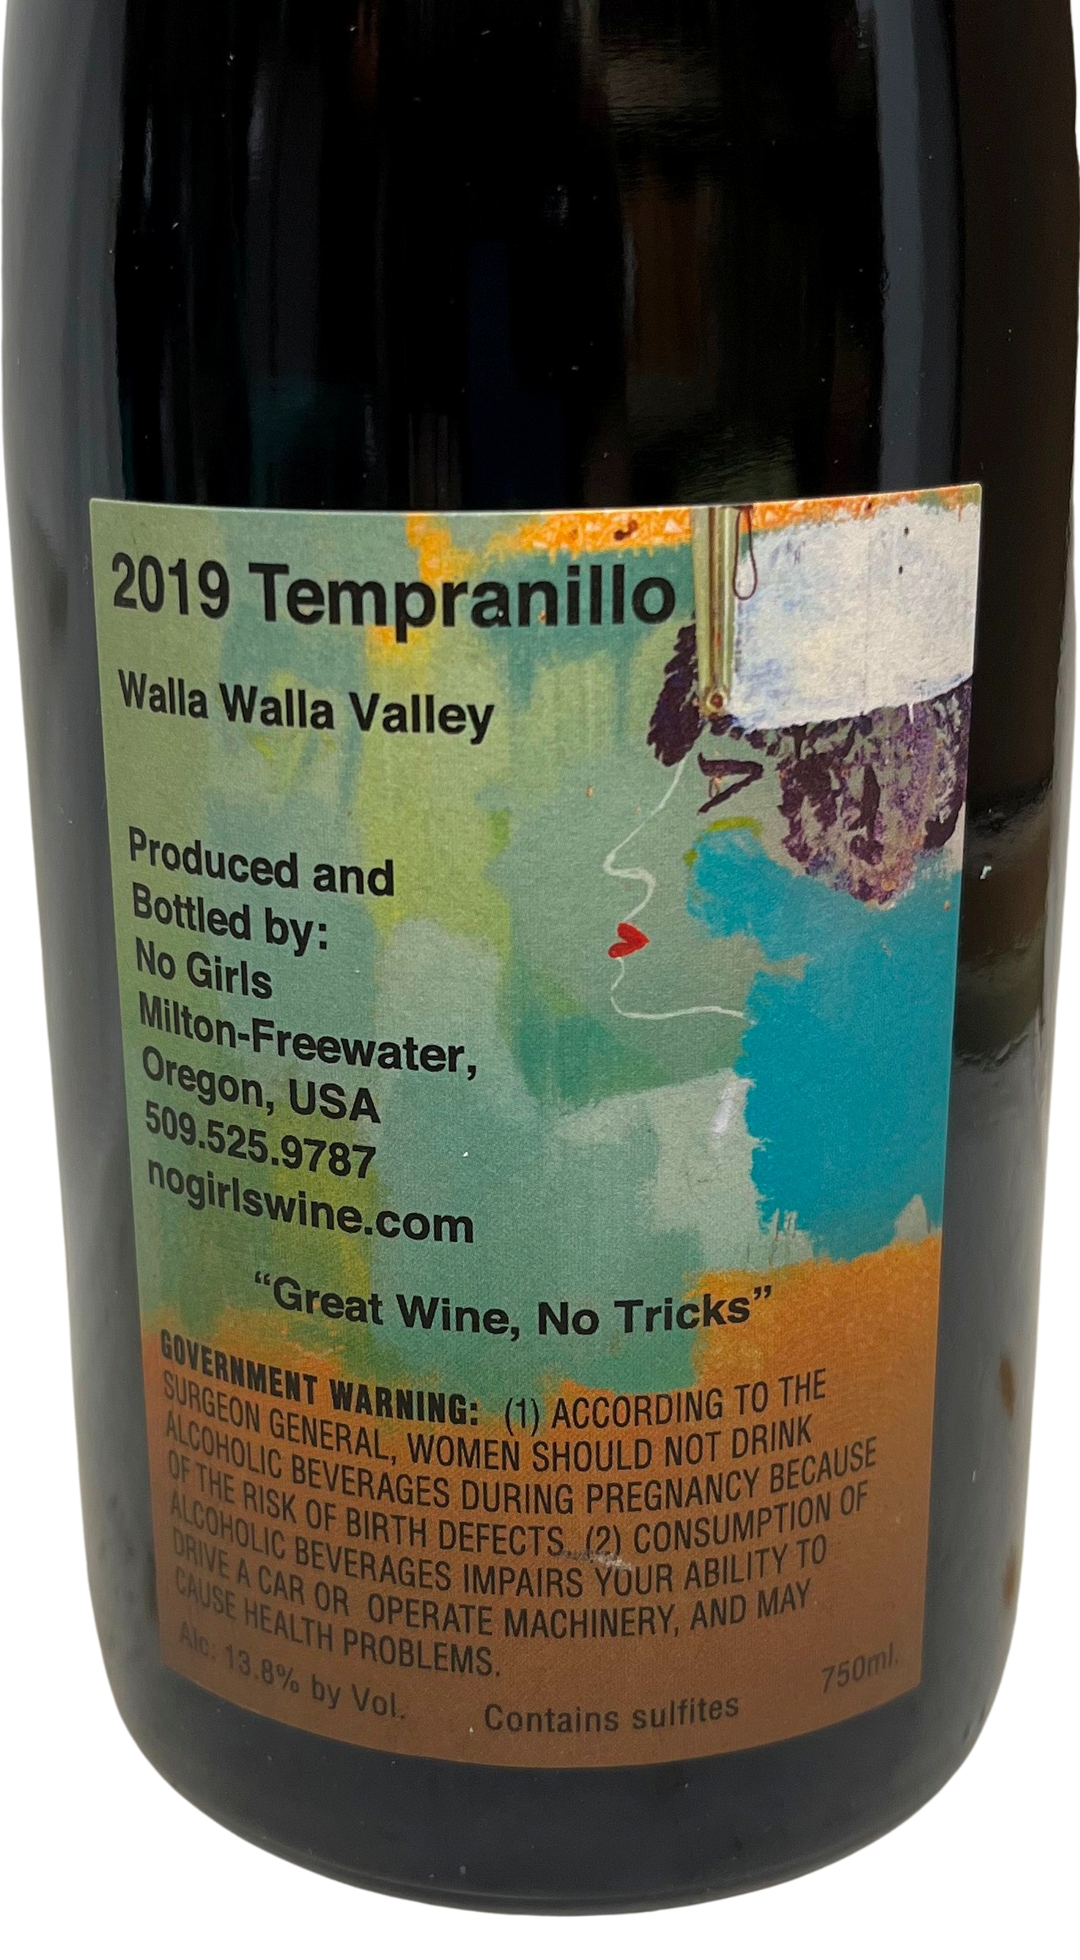 2019 Tempranillo
Walla Walla Valley
Produced and
Bottled by:
No Girls
Milton-Freewater,
Oregon, USA
509.525.9787
nogirlswine.com
“Great Wine, No Tricks”
GOVERNMENT WARNING: (1) ACCORDING TO THE
SURGEON GENERAL, WOMEN SHOULD NOT DRINK
ALCOHOLIC BEVERAGES DURING PREGNANCY BECAUSE
OF THE RISK OF BIRTH DEFECTS. (2) CONSUMPTION OF
ALCOHOLIC BEVERAGES IMPAIRS YOUR ABILITY TO
DRIVE A CAR OR OPERATE MACHINERY, AND MAY
CAUSE HEALTH PROBLEMS.
Alc. 13.8% by Vol. Contains sulfites 750ml.